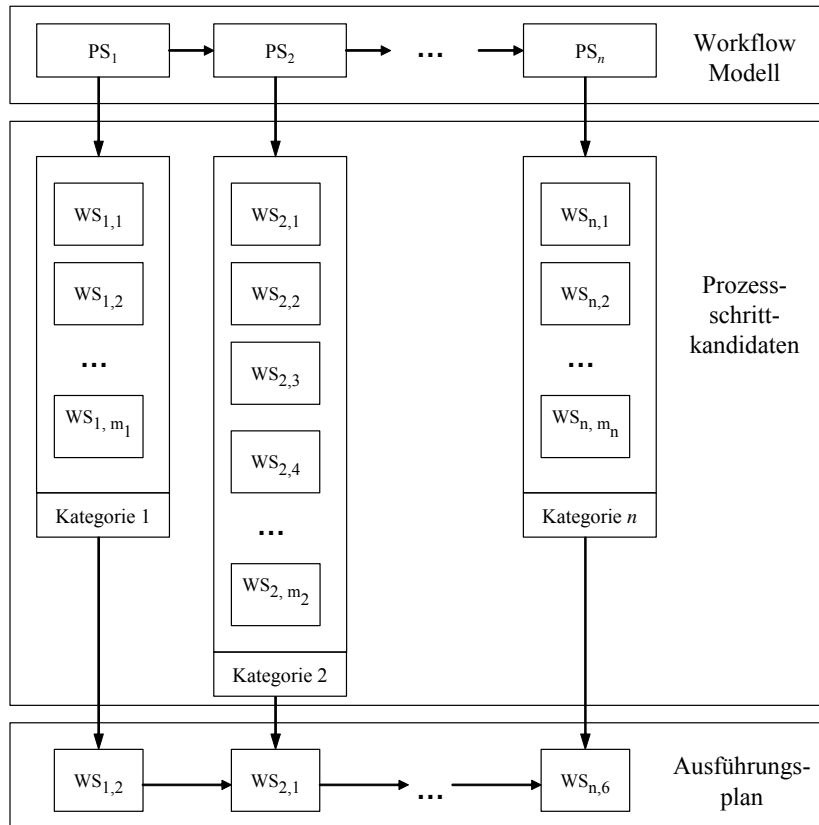 PS1
PS2
...
PSn
Workflow
Modell
WS1,1
WS1,2
...
WS1, m1
Kategorie 1
WS2,1
WS2,2
WS2,3
WS2,4
...
WS2, m2
Kategorie 2
WSn,1
WSn,2
...
WSn, mn
Kategorie n
Prozess-
schritt-
kandidaten
WS1,2
WS2,1
...
WSn,6
Ausführungs-
plan